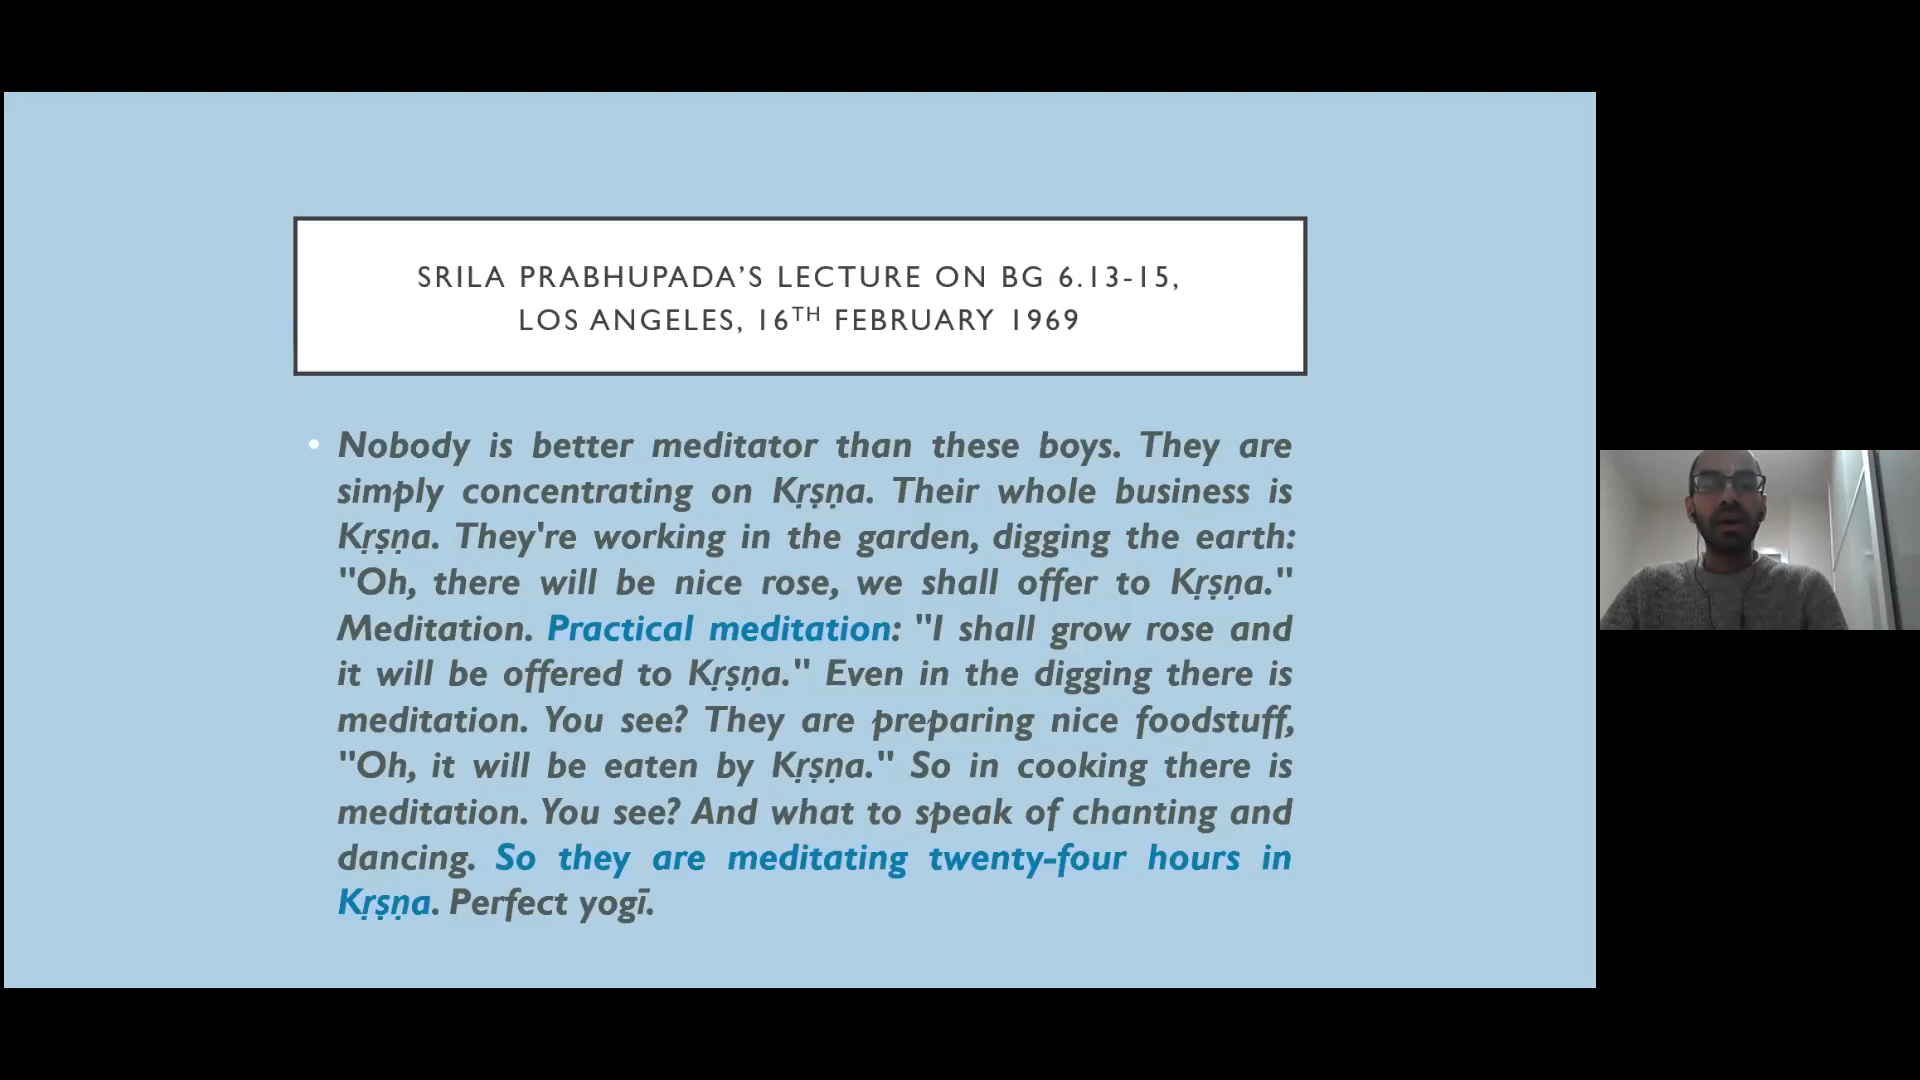 SRILA PRABHUPADA’S LECTURE ON BG 6.13-15,
LOS ANGELES, 16TH FEBRUARY 1969
• Nobody is better meditator than these boys. They are
simply concentrating on Kṛṣṇa. Their whole business is
Kṛṣṇa. They're working in the garden, digging the earth:
"Oh, there will be nice rose, we shall offer to Kṛṣṇa."
Meditation. Practical meditation: "I shall grow rose and
it will be offered to Kṛṣṇa." Even in the digging there is
meditation. You see? They are preparing nice foodstuff,
"Oh, it will be eaten by Kṛṣṇa." So in cooking there is
meditation. You see? And what to speak of chanting and
dancing. So they are meditating twenty-four hours in
Kṛṣṇa. Perfect yogī.